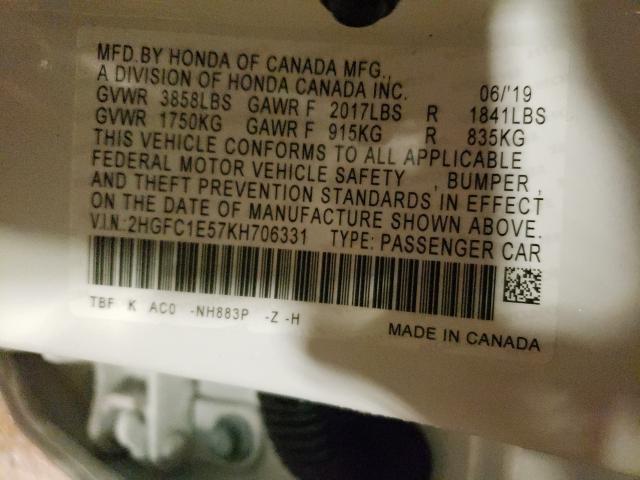 MFD.BY HONDA OF CANADA MFG.,
A DIVISION OF HONDA CANADA INC. 06/'19
GVWR 3858LBS GAWR F 2017LBS R 1841LBS
GVWR 1750KG GAWR F 915KG R 835KG
THIS VEHICLE CONFORMS TO ALL APPLICABLE
FEDERAL MOTOR VEHICLE SAFETY , BUMPER ,
AND THEFT PREVENTION STANDARDS IN EFFECT
ON THE DATE OF MANUFACTURE SHOWN ABOVE.
V.I.N.:2HGFC1E57KH706331 TYPE: PASSENGER CAR
TBF K AC0 -NH883P -Z -H
MADE IN CANADA